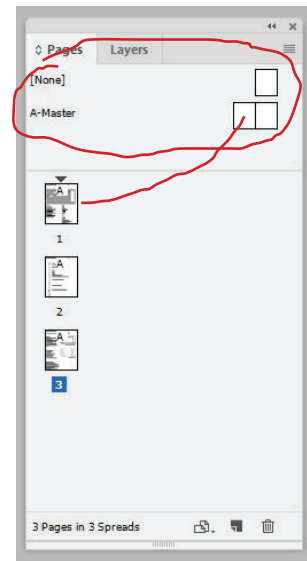 Pages Layers
[None]
A-Master
A
1
A
2
A
3
3 Pages in 3 Spreads